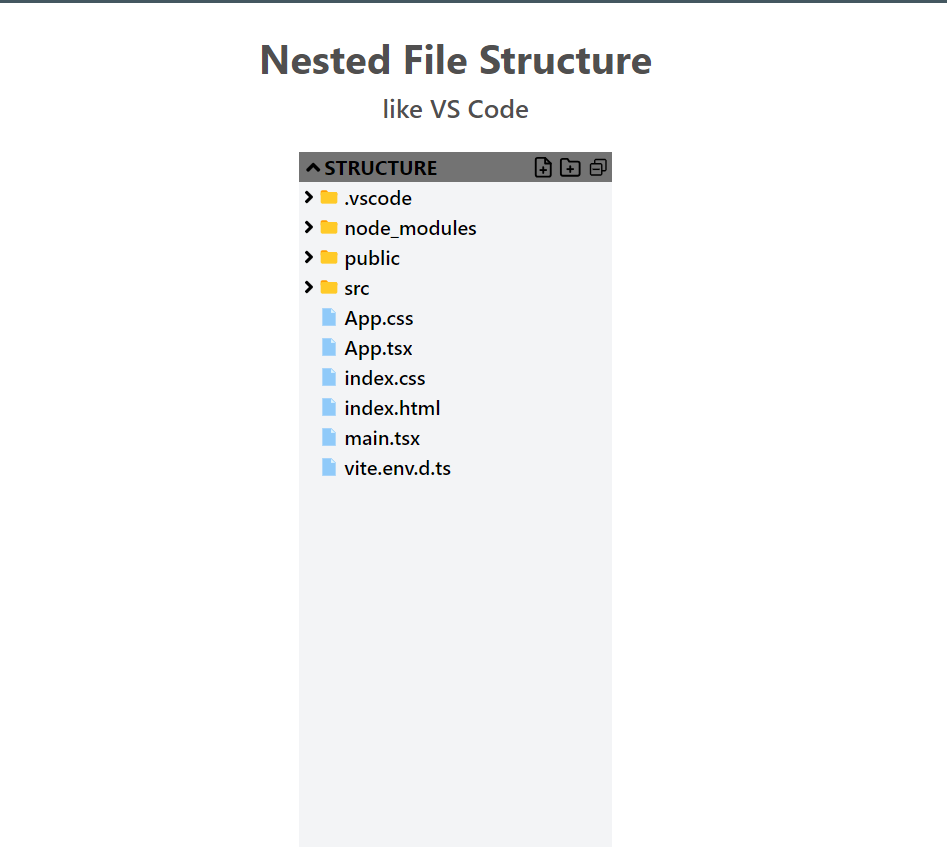 Nested File Structure
like VS Code
STRUCTURE
.vscode
node_modules
public
src
App.css
App.tsx
index.css
index.html
main.tsx
vite.env.d.ts